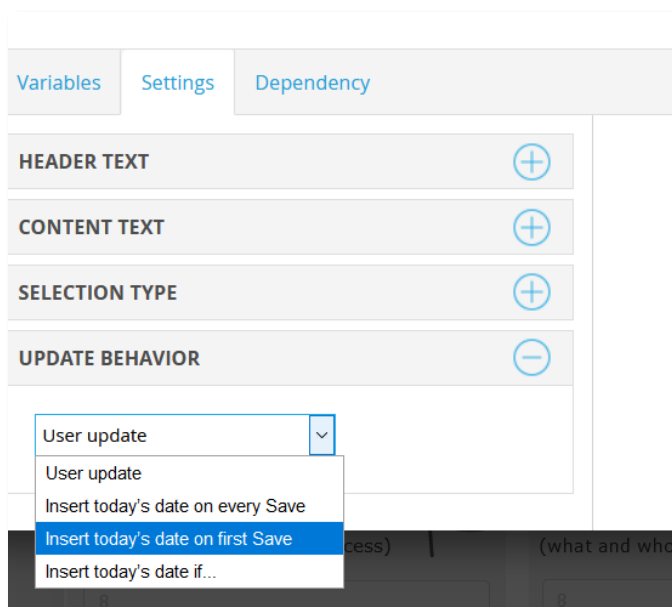 Variables Settings Dependency
HEADER TEXT
CONTENT TEXT
SELECTION TYPE
UPDATE BEHAVIOR
User update
User update
Insert today's date on every Save
Insert today's date on first Save
Insert today's date if...
cess) (what and who
8 8